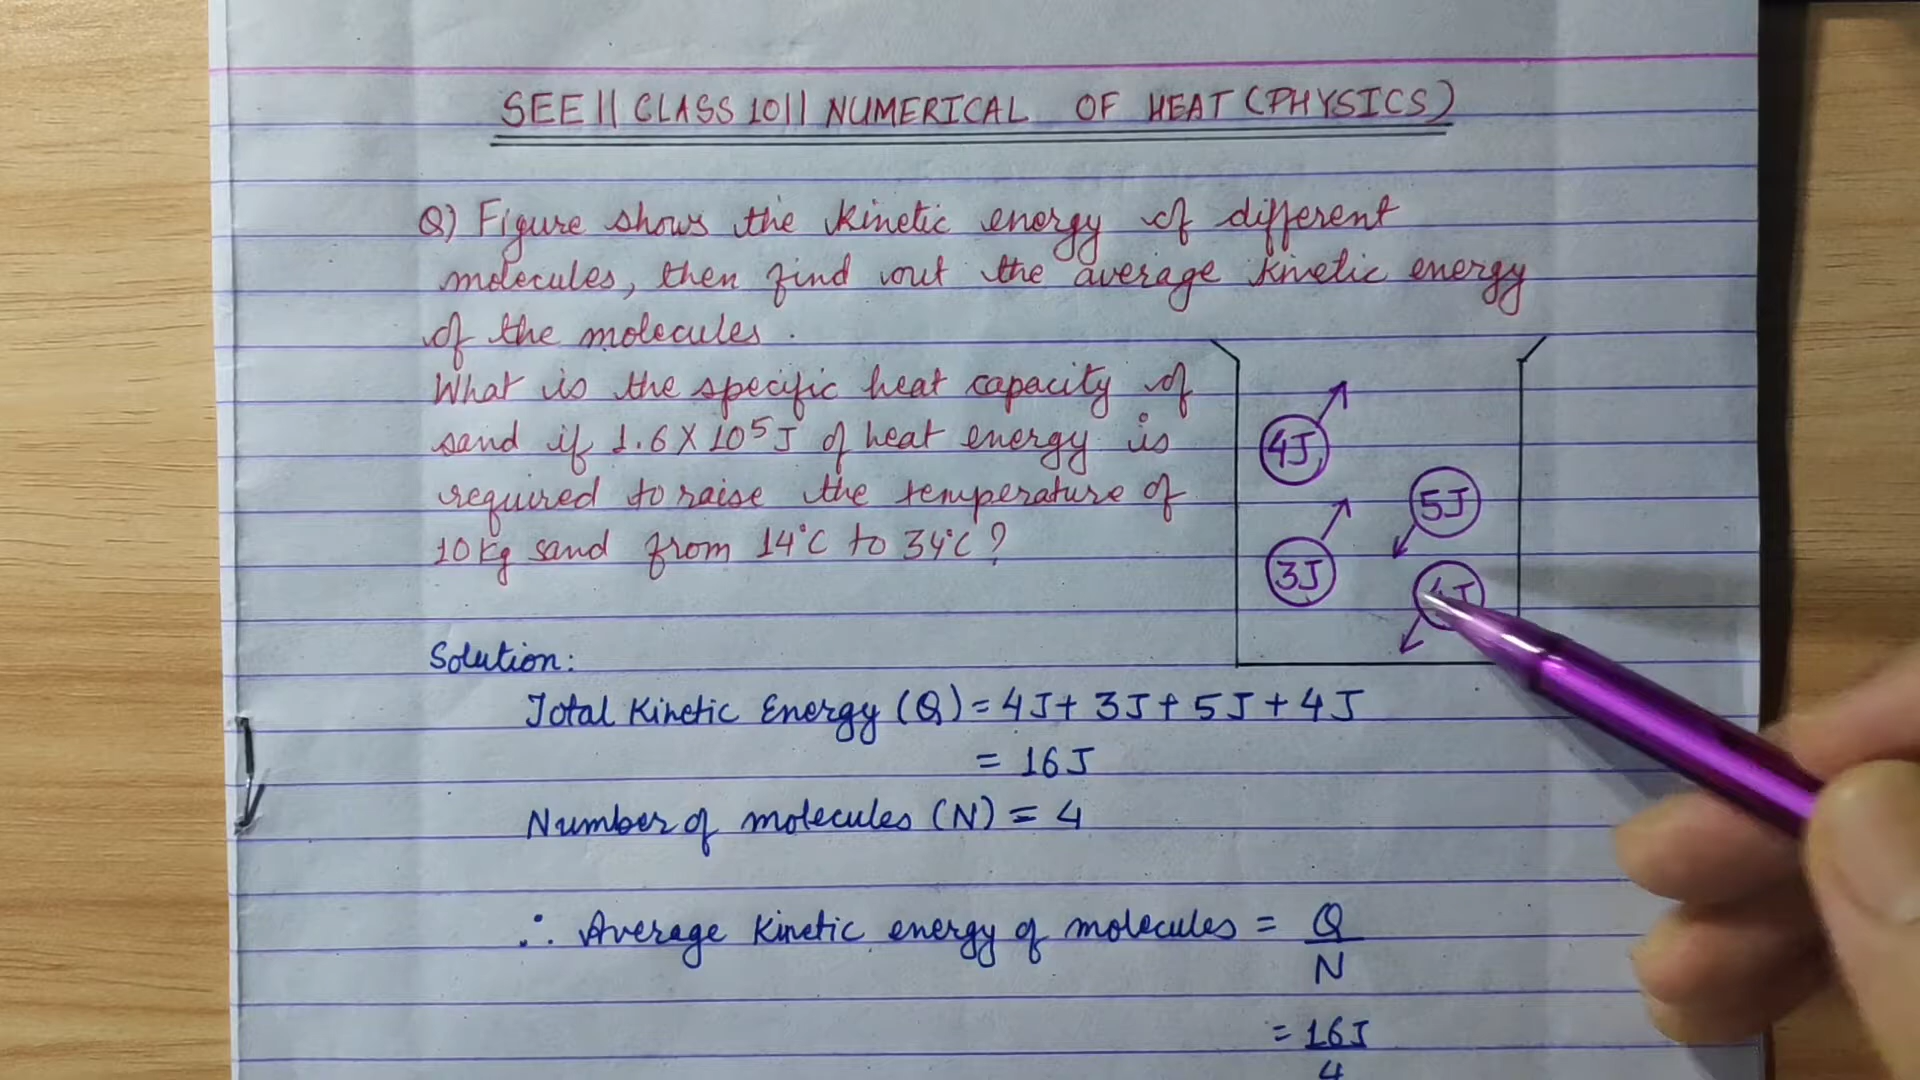 SEE || CLASS 10 || NUMERICAL OF HEAT (PHYSICS)
Q) Figure shows the kinetic energy of different
molecules, then find out the average kinetic energy
of the molecules.
What is the specific heat capacity of
sand if 1.6 X 10⁵ J of heat energy is
required to raise the temperature of
10 kg sand from 14°C to 34°C?
4J
5J
3J
Solution:
Total Kinetic Energy (Q) = 4J + 3J + 5J + 4J
= 16J
Number of molecules (N) = 4
∴ Average kinetic energy of molecules = Q
N
= 16J
4